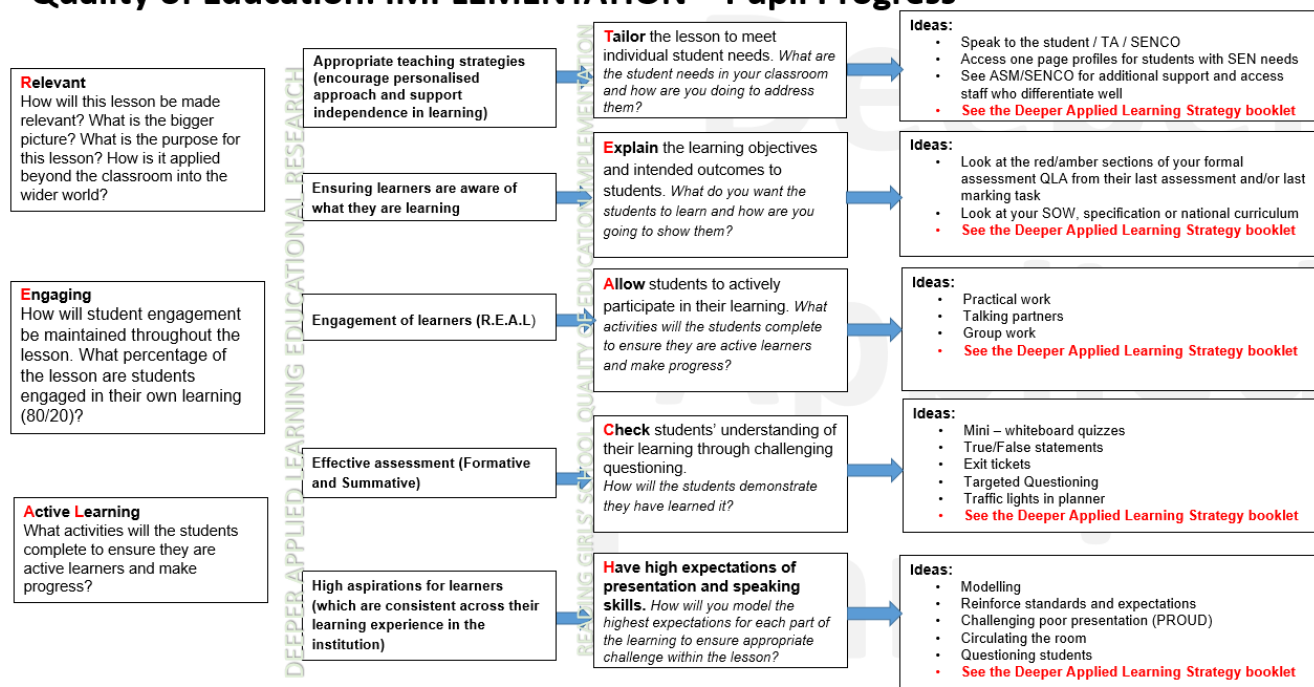 Quality of Education: IMPLEMENTATION – Pupil Progress
Relevant
How will this lesson be made
relevant? What is the bigger
picture? What is the purpose for
this lesson? How is it applied
beyond the classroom into the
wider world?
Engaging
How will student engagement
be maintained throughout the
lesson. What percentage of
the lesson are students
engaged in their own learning
(80/20)?
Active Learning
What activities will the students
complete to ensure they are
active learners and make
progress?
DEEPER APPLIED LEARNING EDUCATIONAL RESEARCH
Appropriate teaching strategies
(encourage personalised
approach and support
independence in learning)
Ensuring learners are aware of
what they are learning
Engagement of learners (R.E.A.L)
Effective assessment (Formative
and Summative)
High aspirations for learners
(which are consistent across their
learning experience in the
institution)
READING GIRLS' SCHOOL QUALITY OF EDUCATION IMPLEMENTATION
Tailor the lesson to meet
individual student needs. What are
the student needs in your classroom
and how are you doing to address
them?
Explain the learning objectives
and intended outcomes to
students. What do you want the
students to learn and how are you
going to show them?
Allow students to actively
participate in their learning. What
activities will the students complete
to ensure they are active learners
and make progress?
Check students' understanding of
their learning through challenging
questioning.
How will the students demonstrate
they have learned it?
Have high expectations of
presentation and speaking
skills. How will you model the
highest expectations for each part of
the learning to ensure appropriate
challenge within the lesson?
Ideas:
• Speak to the student / TA / SENCO
• Access one page profiles for students with SEN needs
• See ASM/SENCO for additional support and access
staff who differentiate well
• See the Deeper Applied Learning Strategy booklet
Ideas:
• Look at the red/amber sections of your formal
assessment QLA from their last assessment and/or last
marking task
• Look at your SOW, specification or national curriculum
• See the Deeper Applied Learning Strategy booklet
Ideas:
• Practical work
• Talking partners
• Group work
• See the Deeper Applied Learning Strategy booklet
Ideas:
• Mini – whiteboard quizzes
• True/False statements
• Exit tickets
• Targeted Questioning
• Traffic lights in planner
• See the Deeper Applied Learning Strategy booklet
Ideas:
• Modelling
• Reinforce standards and expectations
• Challenging poor presentation (PROUD)
• Circulating the room
• Questioning students
• See the Deeper Applied Learning Strategy booklet